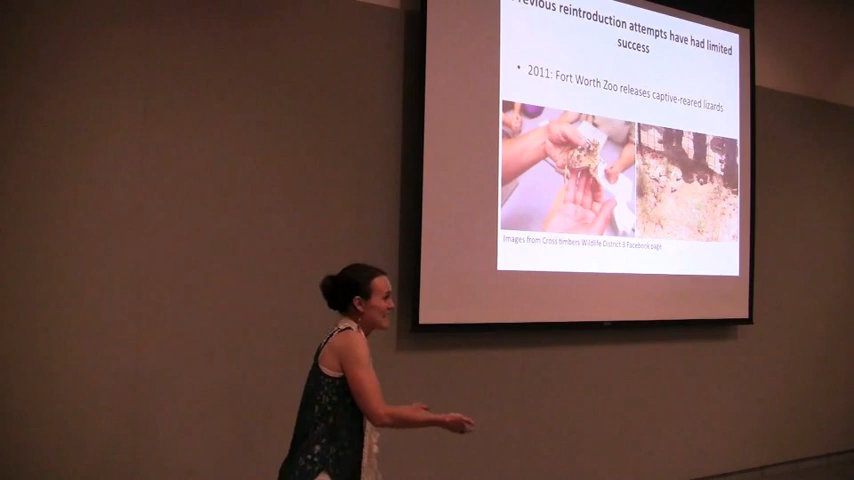 Previous reintroduction attempts have had limited
success
• 2011: Fort Worth Zoo releases captive-reared lizards
Images from Cross timbers Wildlife District 3 Facebook page